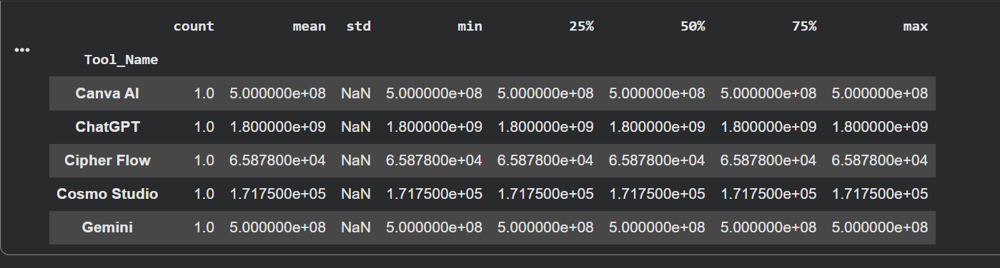 count mean std min 25% 50% 75% max
Tool_Name
Canva AI 1.0 5.000000e+08 NaN 5.000000e+08 5.000000e+08 5.000000e+08 5.000000e+08 5.000000e+08
ChatGPT 1.0 1.800000e+09 NaN 1.800000e+09 1.800000e+09 1.800000e+09 1.800000e+09 1.800000e+09
Cipher Flow 1.0 6.587800e+04 NaN 6.587800e+04 6.587800e+04 6.587800e+04 6.587800e+04 6.587800e+04
Cosmo Studio 1.0 1.717500e+05 NaN 1.717500e+05 1.717500e+05 1.717500e+05 1.717500e+05 1.717500e+05
Gemini 1.0 5.000000e+08 NaN 5.000000e+08 5.000000e+08 5.000000e+08 5.000000e+08 5.000000e+08